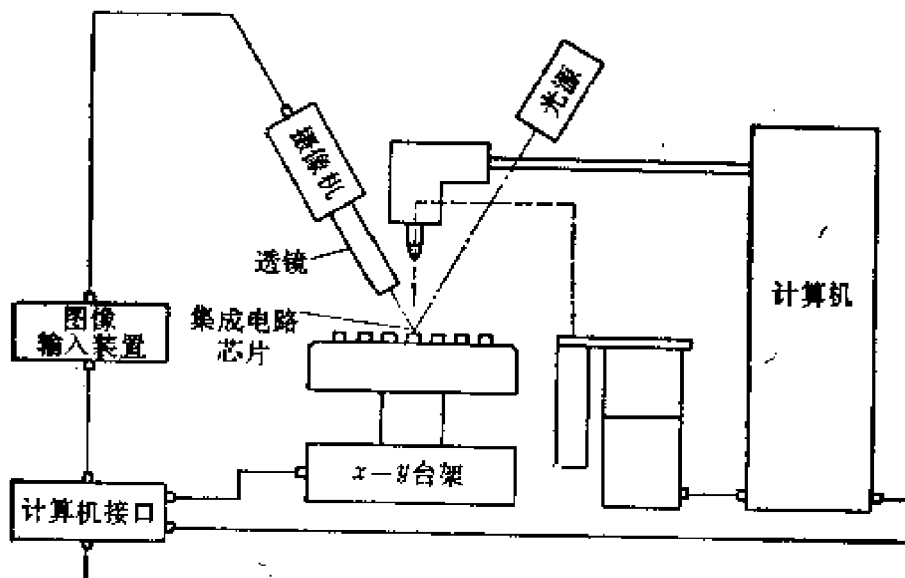 光源
摄像机
透镜
计算机
图像
输入装置
集成电路
芯片
x-y台架
计算机接口